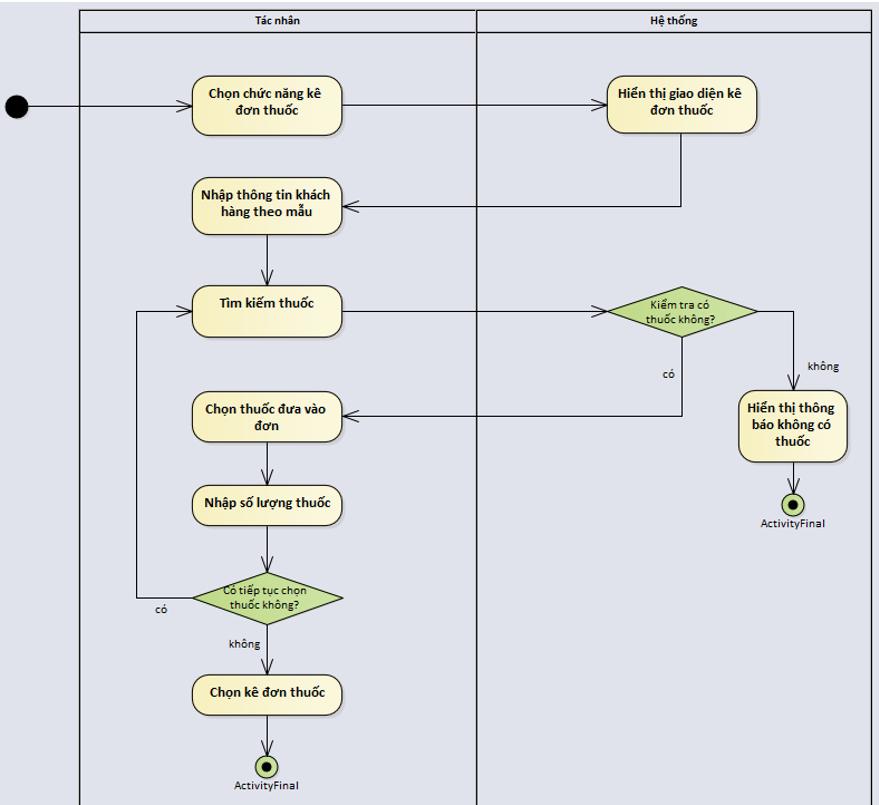 Tác nhân
Hệ thống
Chọn chức năng kê
đơn thuốc
Hiển thị giao diện kê
đơn thuốc
Nhập thông tin khách
hàng theo mẫu
Tìm kiếm thuốc
Kiểm tra có
thuốc không?
không
có
Chọn thuốc đưa vào
đơn
Hiển thị thông
báo không có
thuốc
Nhập số lượng thuốc
ActivityFinal
Có tiếp tục chọn
thuốc không?
có
không
Chọn kê đơn thuốc
ActivityFinal